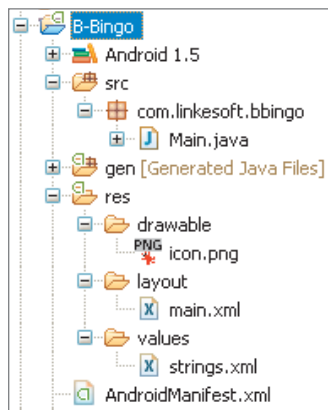 B-Bingo
Android 1.5
src
com.linkesoft.bbingo
Main.java
gen [Generated Java Files]
res
drawable
PNG
icon.png
layout
main.xml
values
strings.xml
AndroidManifest.xml